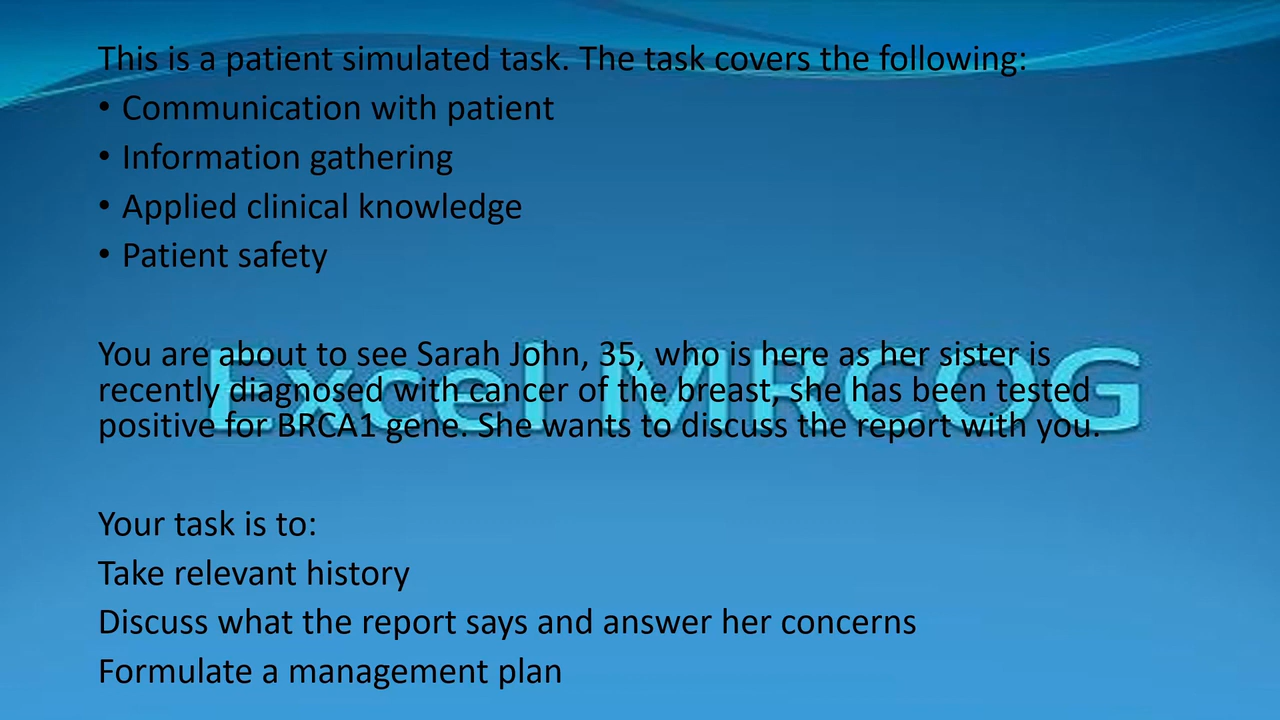 This is a patient simulated task. The task covers the following:
• Communication with patient
• Information gathering
• Applied clinical knowledge
• Patient safety
You are about to see Sarah John, 35, who is here as her sister is
recently diagnosed with cancer of the breast, she has been tested
positive for BRCA1 gene. She wants to discuss the report with you.
Excel MRCOG
Your task is to:
Take relevant history
Discuss what the report says and answer her concerns
Formulate a management plan